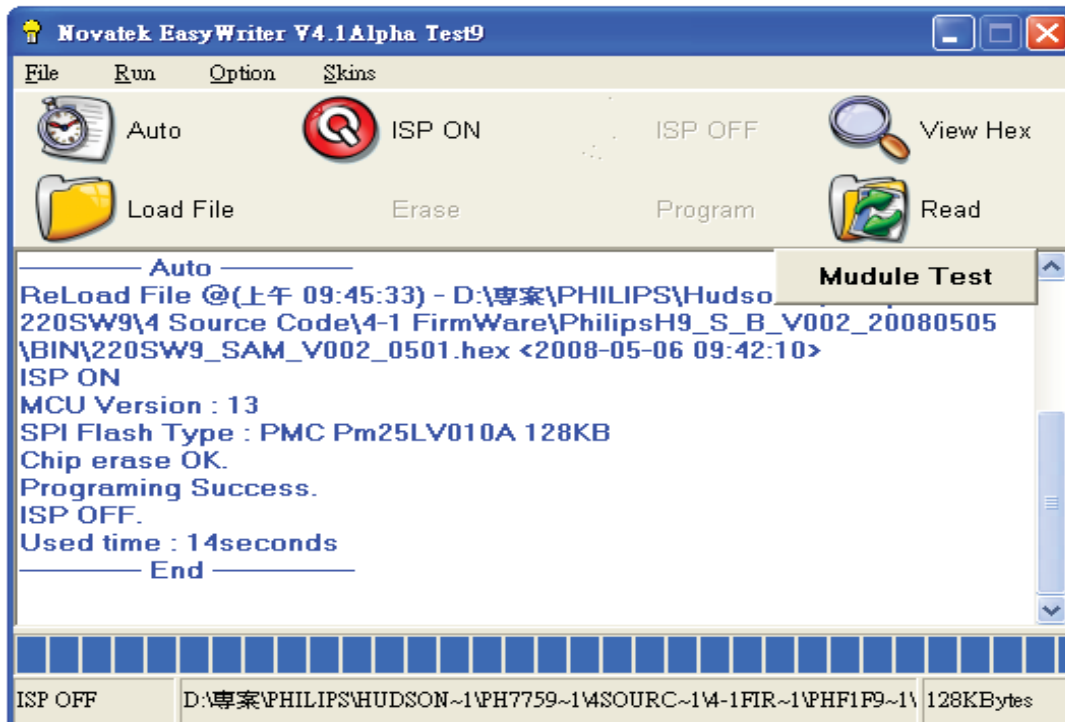 Novatek EasyWriter V4.1Alpha Test9
File Run Option Skins
Auto ISP ON ISP OFF View Hex
Load File Erase Program Read
Mudule Test
Auto
ReLoad File @(上午 09:45:33) - D:\專案\PHILIPS\Hudso
220SW9\4 Source Code\4-1 FirmWare\PhilipsH9_S_B_V002_20080505
\BIN\220SW9_SAM_V002_0501.hex <2008-05-06 09:42:10>
ISP ON
MCU Version : 13
SPI Flash Type : PMC Pm25LV010A 128KB
Chip erase OK.
Programing Success.
ISP OFF.
Used time : 14seconds
End
ISP OFF D:\專案\PHILIPS\HUDSON~1\PH7759~1\4SOURC~1\4-1FIR~1\PHF1F9~1\ 128KBytes